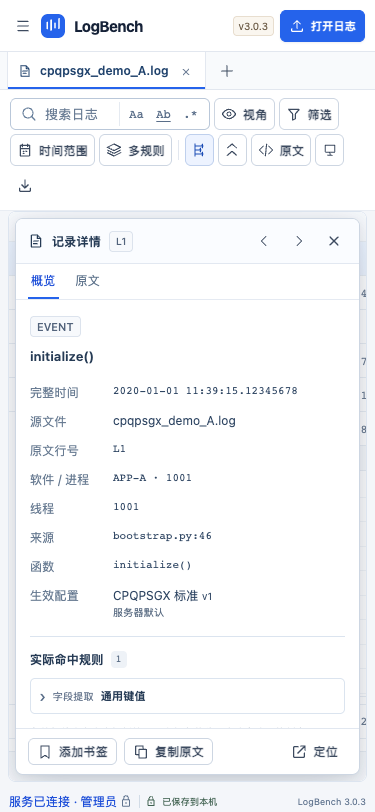 LogBench
v3.0.3
打开日志
cpqpsgx_demo_A.log
搜索日志
Aa
Ab
.*
视角
筛选
时间范围
多规则
原文
记录详情
L1
概览
原文
EVENT
initialize()
完整时间 2020-01-01 11:39:15.12345678
源文件 cpqpsgx_demo_A.log
原文行号 L1
软件 / 进程 APP-A · 1001
线程 1001
来源 bootstrap.py:46
函数 initialize()
生效配置 CPQPSGX 标准 v1
服务器默认
实际命中规则 1
字段提取 通用键值
添加书签
复制原文
定位
4
7
1
8
2
服务已连接 · 管理员
已保存到本机
LogBench 3.0.3